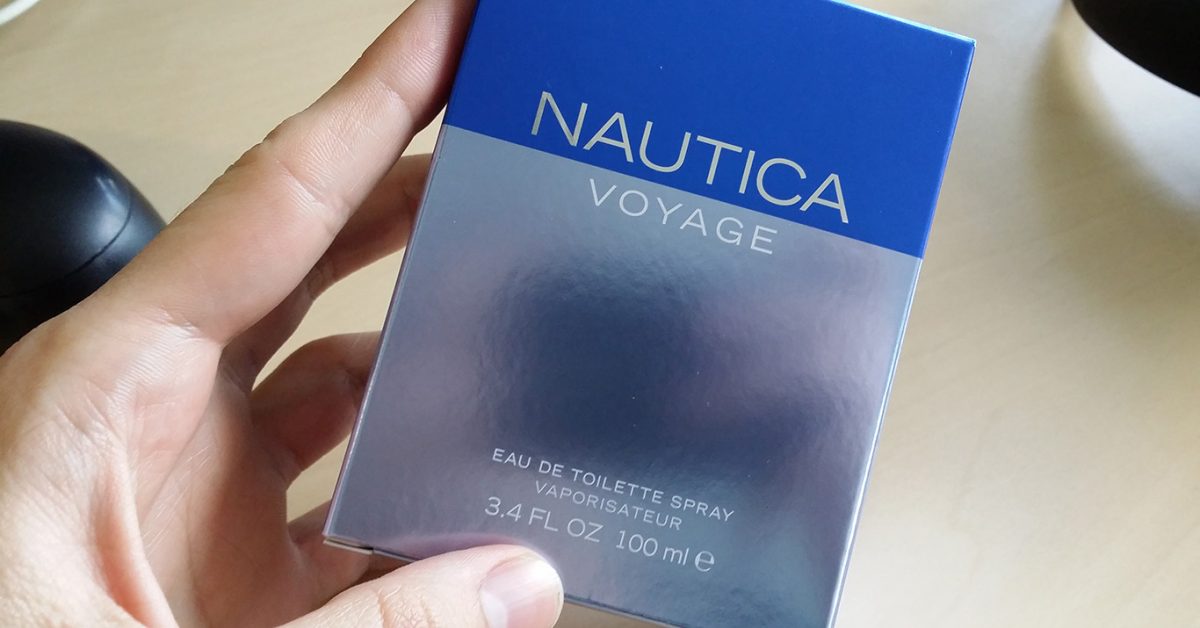 NAUTICA
VOYAGE
EAU DE TOILETTE SPRAY
VAPORISATEUR
3.4 FL OZ 100 ml ℮